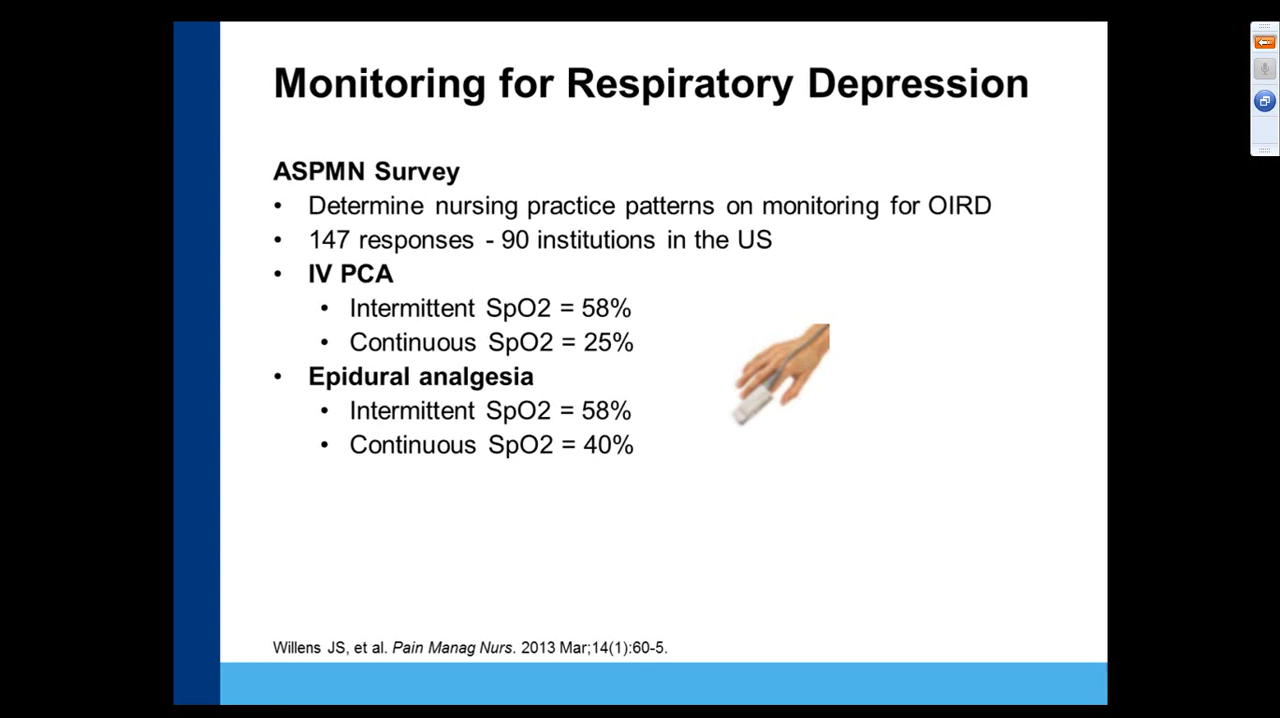 Monitoring for Respiratory Depression
ASPMN Survey
• Determine nursing practice patterns on monitoring for OIRD
• 147 responses - 90 institutions in the US
• IV PCA
• Intermittent SpO2 = 58%
• Continuous SpO2 = 25%
• Epidural analgesia
• Intermittent SpO2 = 58%
• Continuous SpO2 = 40%
Willens JS, et al. Pain Manag Nurs. 2013 Mar;14(1):60-5.